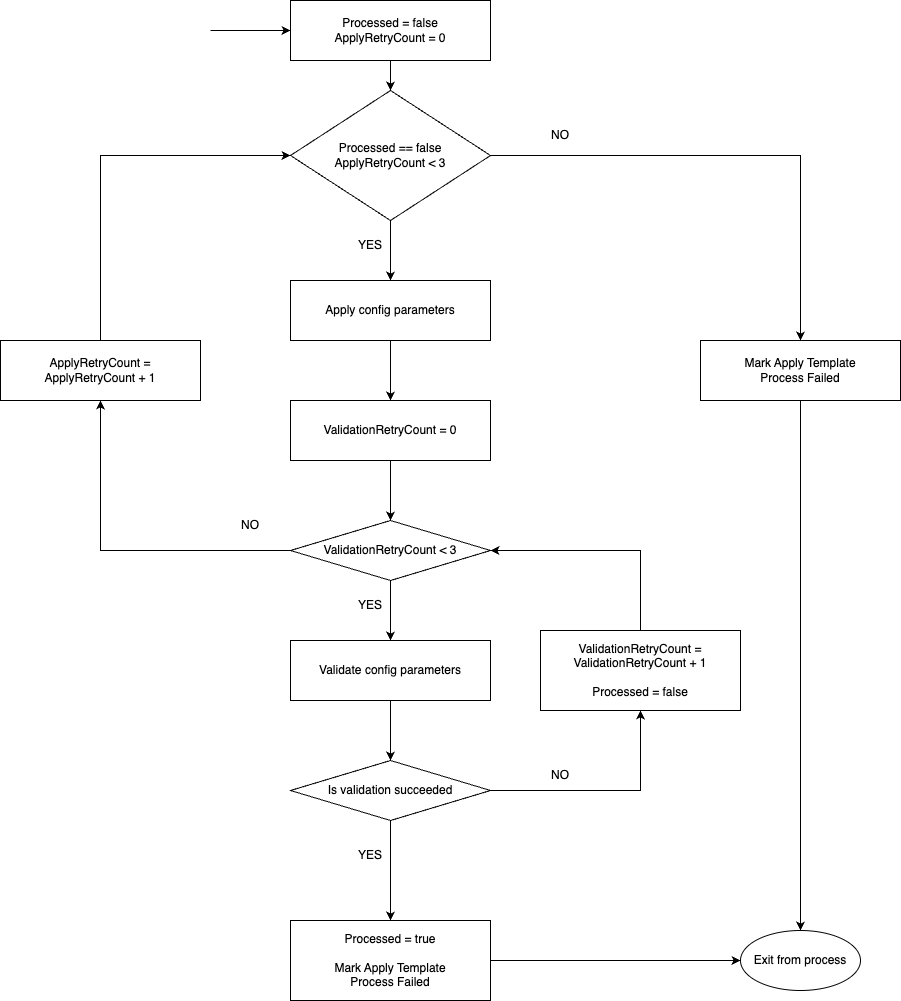 Processed = false
ApplyRetryCount = 0
Processed == false
ApplyRetryCount < 3
NO
YES
Apply config parameters
ApplyRetryCount =
ApplyRetryCount + 1
Mark Apply Template
Process Failed
ValidationRetryCount = 0
NO
ValidationRetryCount < 3
YES
Validate config parameters
ValidationRetryCount =
ValidationRetryCount + 1
Processed = false
Is validation succeeded
NO
YES
Processed = true
Mark Apply Template
Process Failed
Exit from process